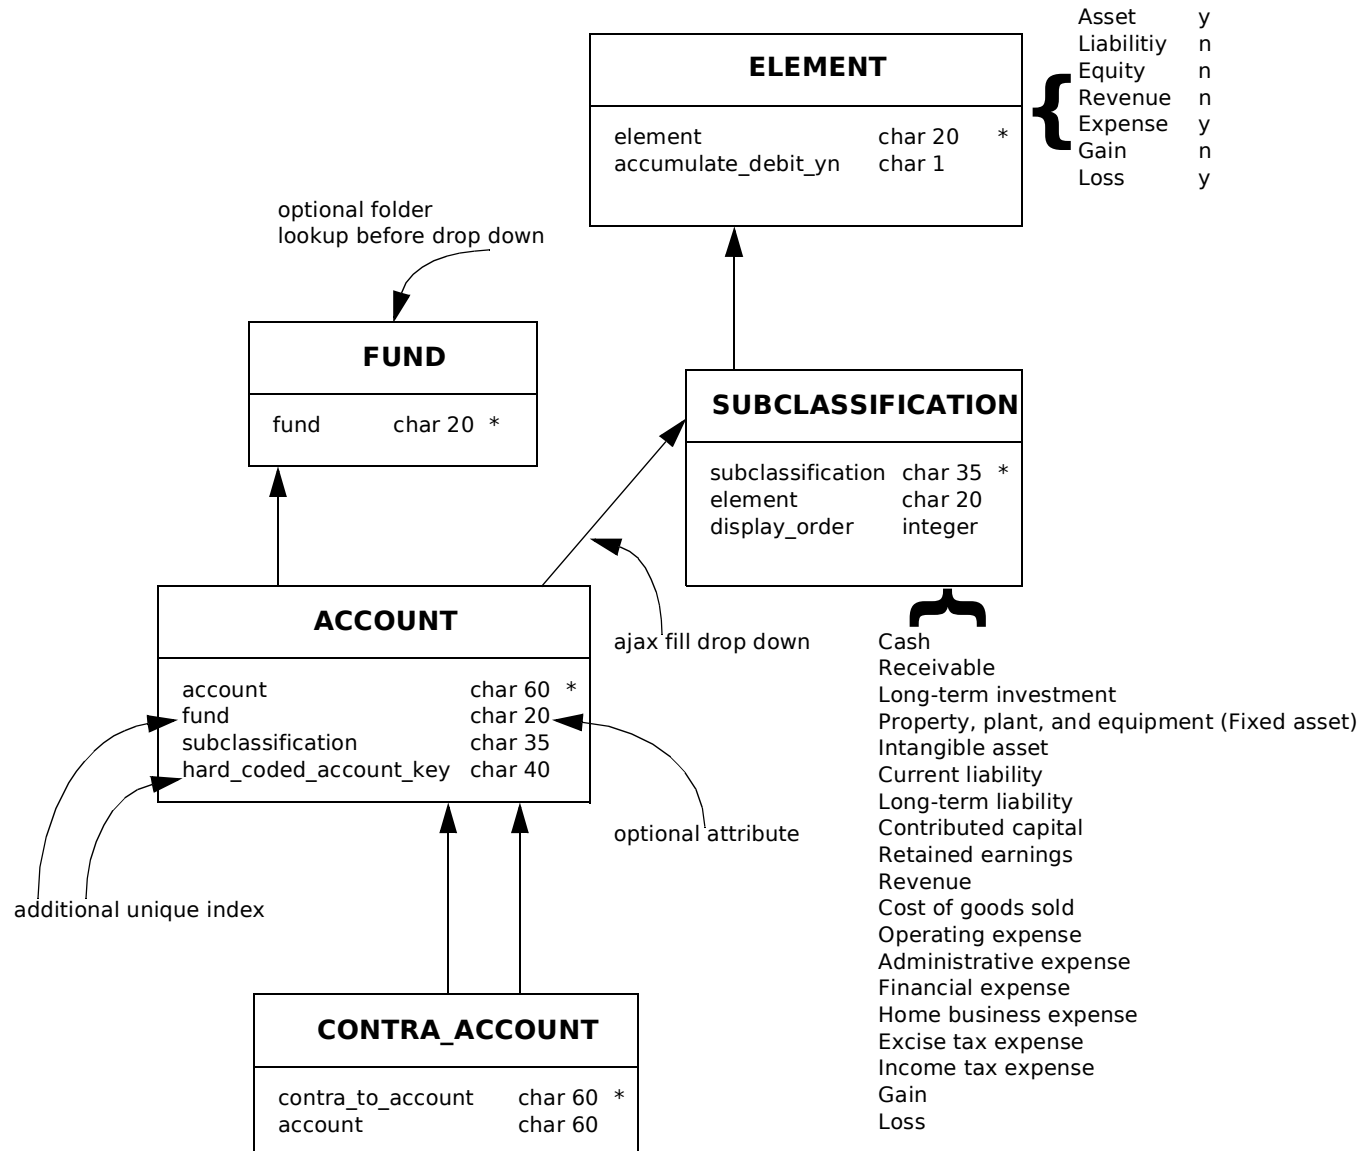 Asset y
Liabilitiy n
Equity n
Revenue n
Expense y
Gain n
Loss y
ELEMENT
element char 20 *
accumulate_debit_yn char 1
optional folder
lookup before drop down
FUND
fund char 20 *
SUBCLASSIFICATION
subclassification char 35 *
element char 20
display_order integer
ACCOUNT
account char 60 *
fund char 20
subclassification char 35
hard_coded_account_key char 40
ajax fill drop down
optional attribute
additional unique index
Cash
Receivable
Long-term investment
Property, plant, and equipment (Fixed asset)
Intangible asset
Current liability
Long-term liability
Contributed capital
Retained earnings
Revenue
Cost of goods sold
Operating expense
Administrative expense
Financial expense
Home business expense
Excise tax expense
Income tax expense
Gain
Loss
CONTRA_ACCOUNT
contra_to_account char 60 *
account char 60